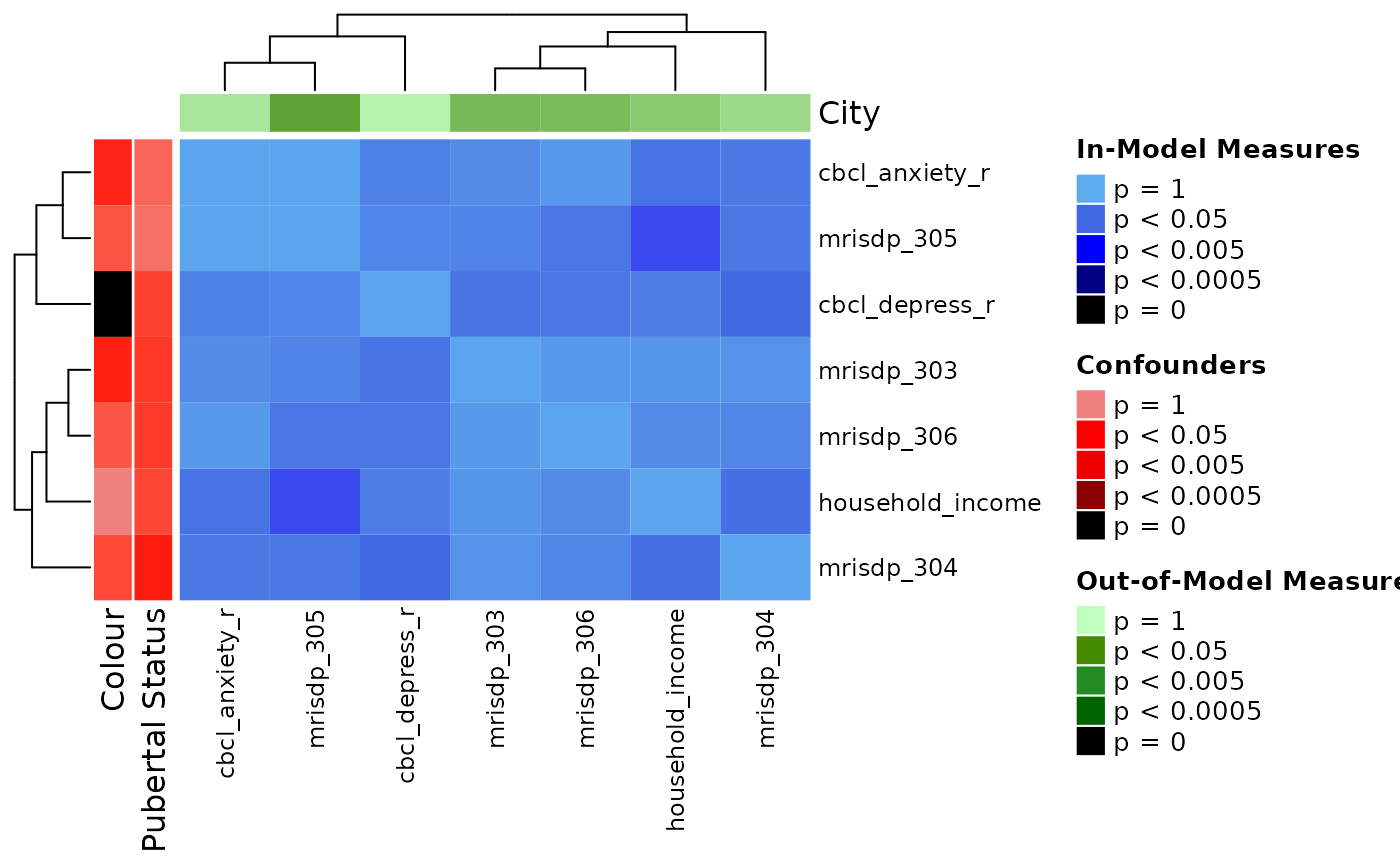 City
cbcl_anxiety_r
mrisdp_305
cbcl_depress_r
mrisdp_303
mrisdp_306
household_income
mrisdp_304
Colour
Pubertal Status
cbcl_anxiety_r
mrisdp_305
cbcl_depress_r
mrisdp_303
mrisdp_306
household_income
mrisdp_304
In-Model Measures
p = 1
p < 0.05
p < 0.005
p < 0.0005
p = 0
Confounders
p = 1
p < 0.05
p < 0.005
p < 0.0005
p = 0
Out-of-Model Measure
p = 1
p < 0.05
p < 0.005
p < 0.0005
p = 0